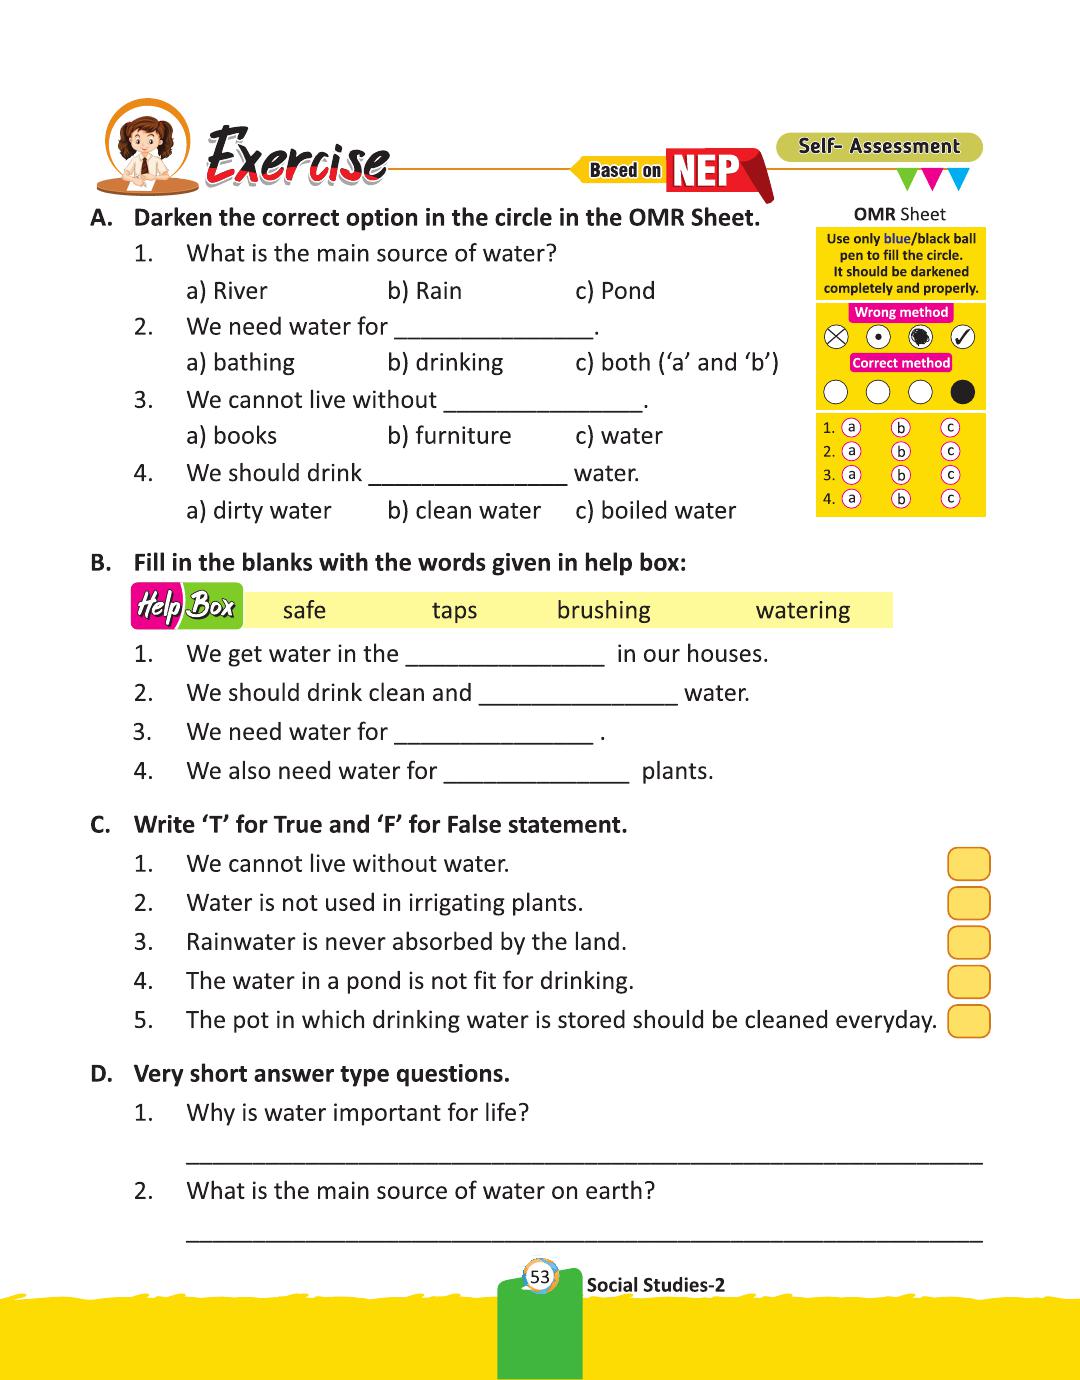 Exercise
Based on NEP
Self- Assessment
A. Darken the correct option in the circle in the OMR Sheet.
1. What is the main source of water?
a) River b) Rain c) Pond
2. We need water for _______________.
a) bathing b) drinking c) both (‘a’ and ‘b’)
3. We cannot live without _______________.
a) books b) furniture c) water
4. We should drink _______________ water.
a) dirty water b) clean water c) boiled water
OMR Sheet
Use only blue/black ball
pen to fill the circle.
It should be darkened
completely and properly.
Wrong method
Correct method
1. a b c
2. a b c
3. a b c
4. a b c
B. Fill in the blanks with the words given in help box:
Help Box safe taps brushing watering
1. We get water in the _______________ in our houses.
2. We should drink clean and _______________ water.
3. We need water for _______________ .
4. We also need water for ______________ plants.
C. Write ‘T’ for True and ‘F’ for False statement.
1. We cannot live without water.
2. Water is not used in irrigating plants.
3. Rainwater is never absorbed by the land.
4. The water in a pond is not fit for drinking.
5. The pot in which drinking water is stored should be cleaned everyday.
D. Very short answer type questions.
1. Why is water important for life?
2. What is the main source of water on earth?
53
Social Studies-2